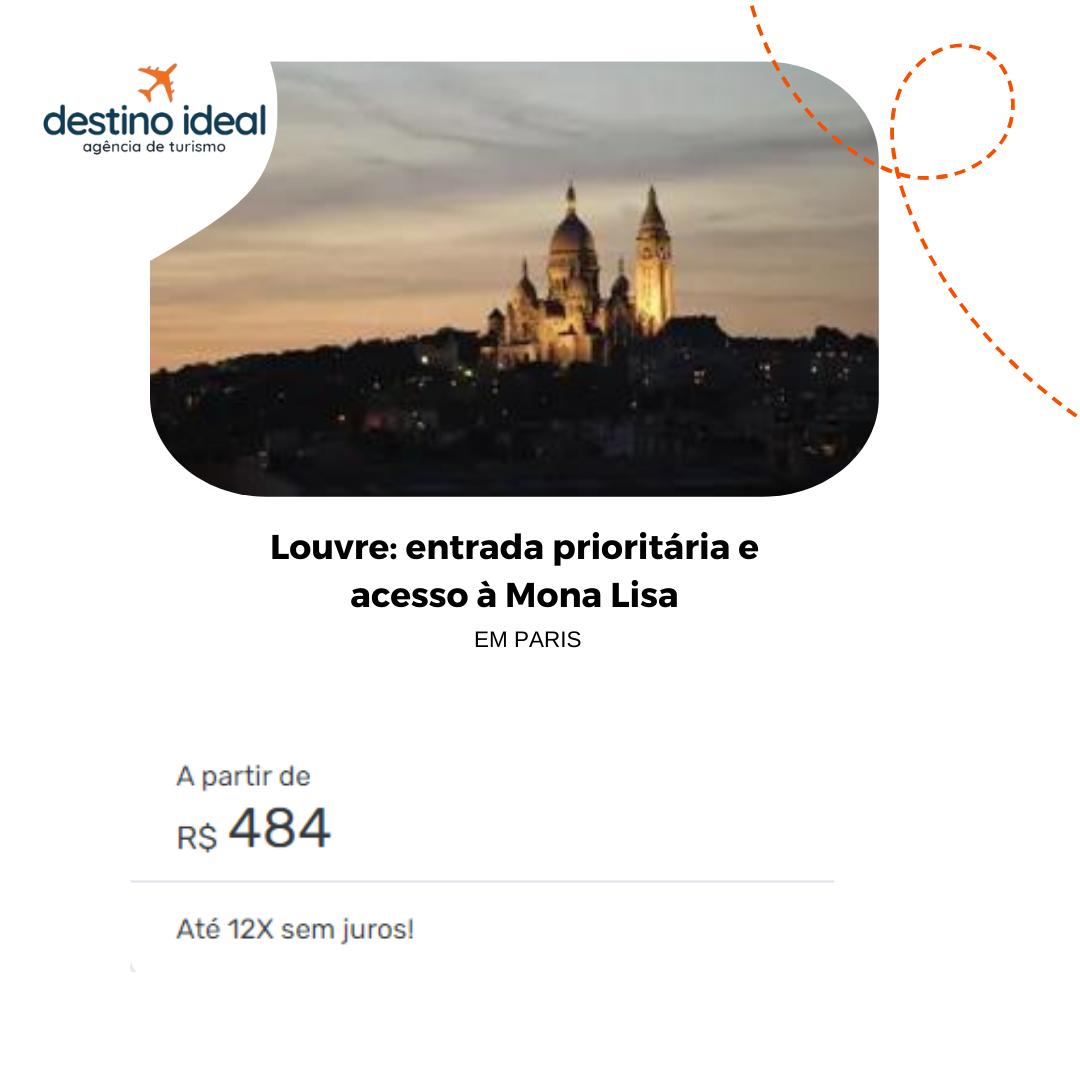 destino ideal
agência de turismo
Louvre: entrada prioritária e
acesso à Mona Lisa
EM PARIS
A partir de
R$ 484
Até 12X sem juros!